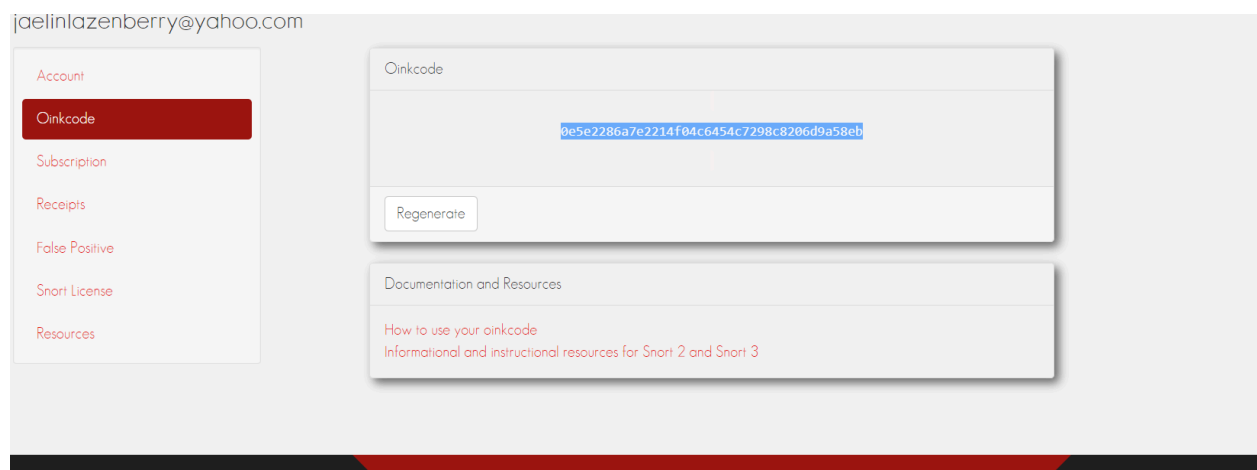 jaelinlazenberry@yahoo.com
Account
Oinkcode
Subscription
Receipts
False Positive
Snort License
Resources
Oinkcode
0e5e2286a7e2214f04c6454c7298c8206d9a58eb
Regenerate
Documentation and Resources
How to use your oinkcode
Informational and instructional resources for Snort 2 and Snort 3